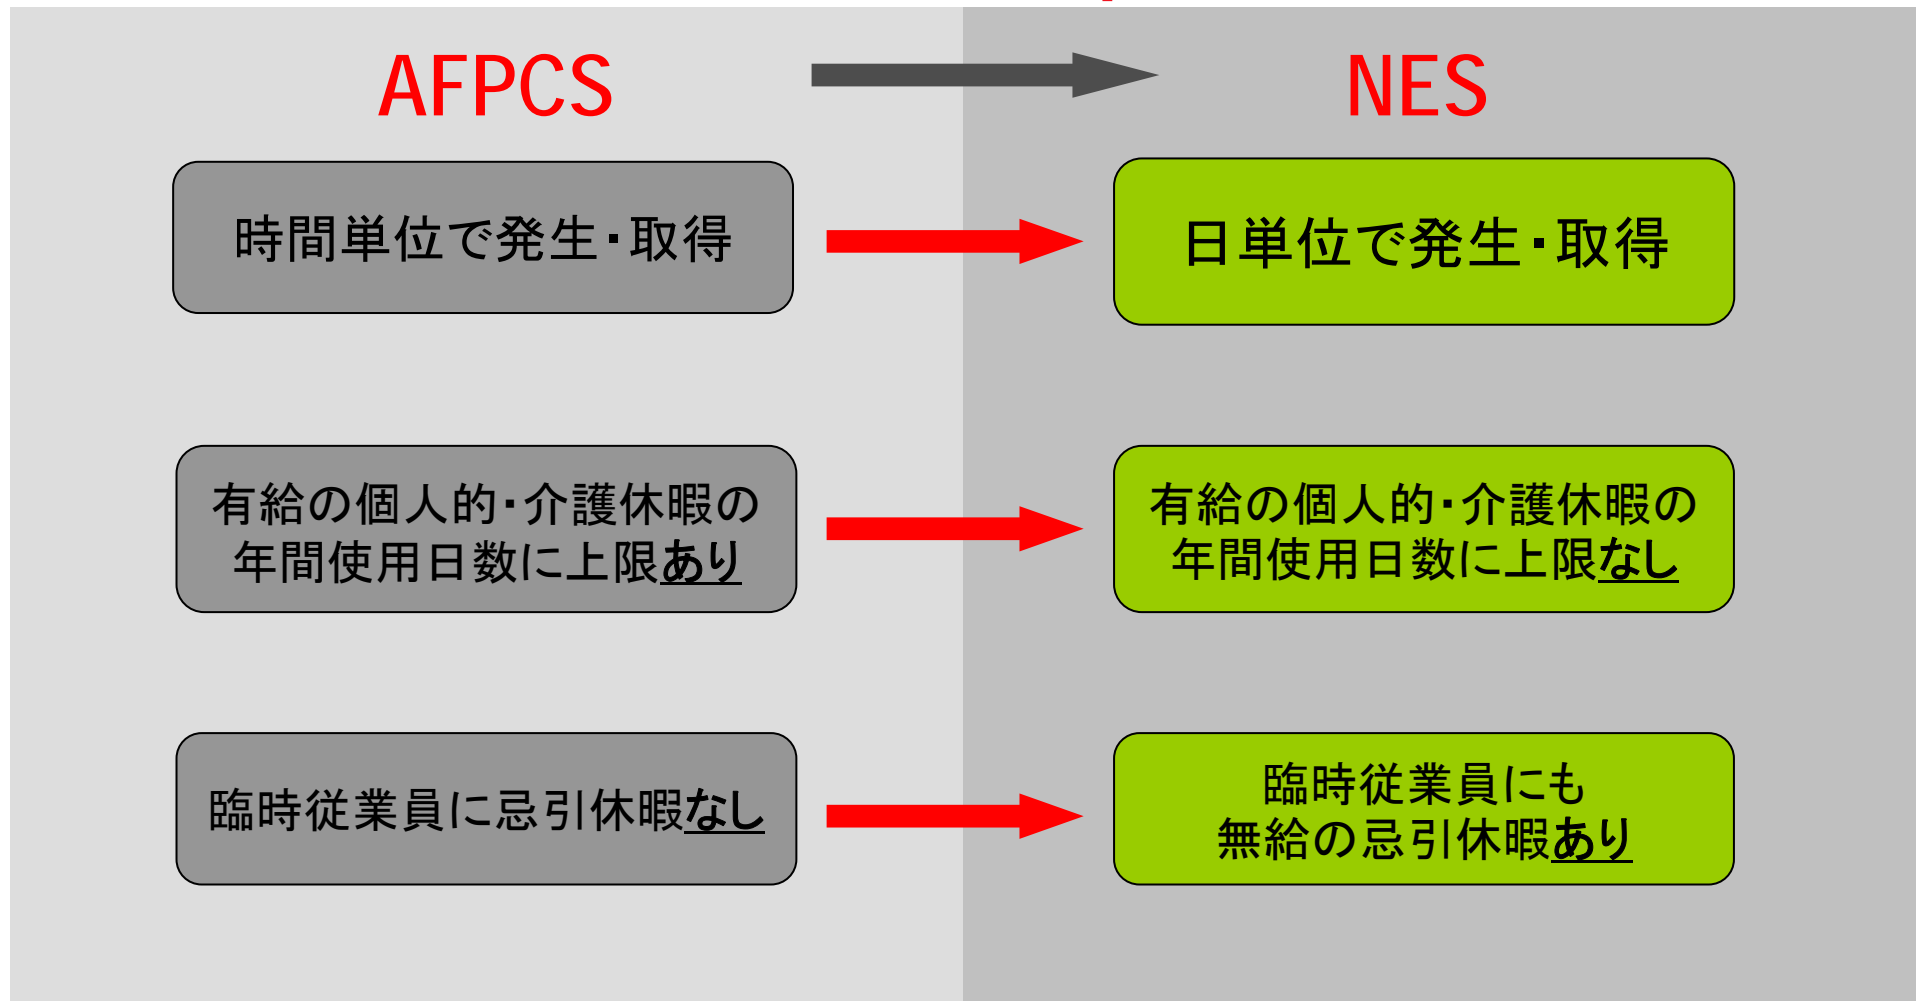 AFPCS
NES
時間単位で発生・取得
日単位で発生・取得
有給の個人的・介護休暇の
年間使用日数に上限あり
有給の個人的・介護休暇の
年間使用日数に上限なし
臨時従業員に忌引休暇なし
臨時従業員にも
無給の忌引休暇あり